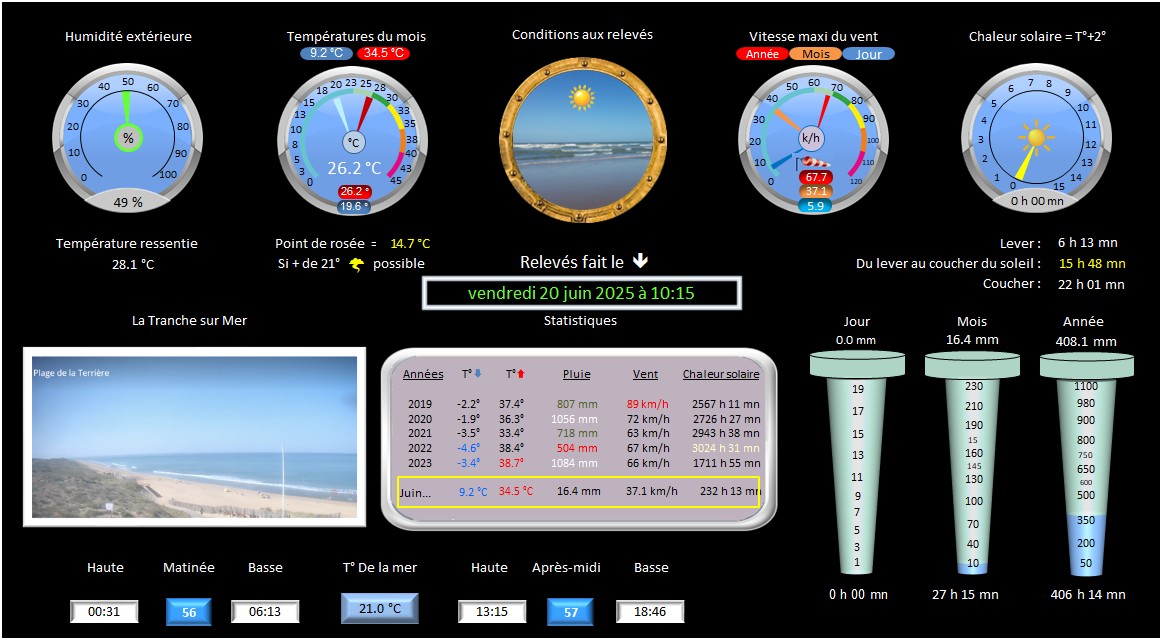 Humidité extérieure
0 10 20 30 40 50 60 70 80 90 100
%
49 %
Températures du mois
9.2 °C 34.5 °C
0 3 5 8 10 13 15 18 20 23 25 28 30 33 35 38 40 43 45
°C
26.2 °C
26.2 °
19.6 °
Conditions aux relevés
Vitesse maxi du vent
Année Mois Jour
0 10 20 30 40 50 60 70 80 90 100 110 120
k/h
67.7
37.1
5.9
Chaleur solaire = T°+2°
0 1 2 3 4 5 6 7 8 9 10 11 12 13 14 15
0 h 00 mn
Température ressentie
28.1 °C
Point de rosée = 14.7 °C
Si + de 21° possible
Relevés fait le
vendredi 20 juin 2025 à 10:15
Lever : 6 h 13 mn
Du lever au coucher du soleil : 15 h 48 mn
Coucher : 22 h 01 mn
La Tranche sur Mer
Plage de la Terrière
Statistiques
Années T° T° Pluie Vent Chaleur solaire
2019 -2.2° 37.4° 807 mm 89 km/h 2567 h 11 mn
2020 -1.9° 36.3° 1056 mm 72 km/h 2726 h 27 mn
2021 -3.5° 33.4° 718 mm 63 km/h 2943 h 38 mn
2022 -4.6° 38.4° 504 mm 67 km/h 3024 h 31 mn
2023 -3.4° 38.7° 1084 mm 66 km/h 1711 h 55 mn
Juin... 9.2 °C 34.5 °C 16.4 mm 37.1 km/h 232 h 13 mn
Jour
0.0 mm
19
17
15
13
11
9
7
5
3
1
0 h 00 mn
Mois
16.4 mm
230
210
190
15
160
145
130
100
70
40
10
27 h 15 mn
Année
408.1 mm
1100
980
900
800
750
650
600
500
350
200
50
406 h 14 mn
Haute Matinée Basse T° De la mer Haute Après-midi Basse
00:31 56 06:13 21.0 °C 13:15 57 18:46